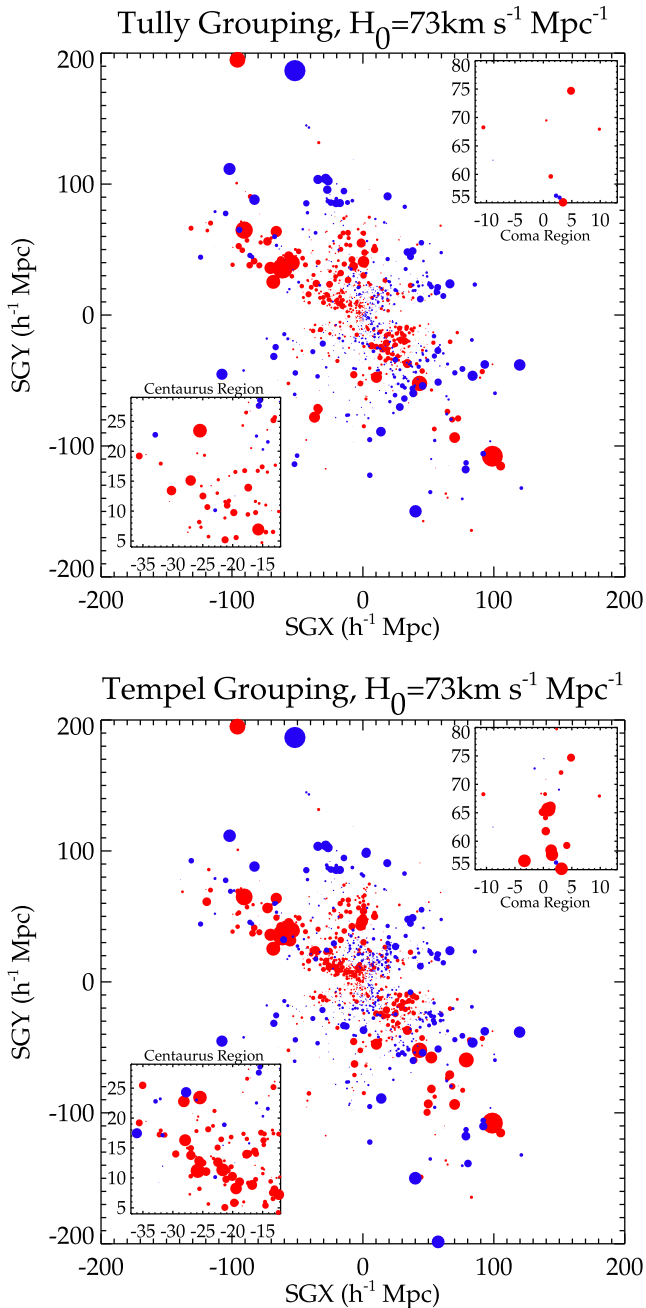 Tully Grouping, H0=73km s-1 Mpc-1
200
100
0
-100
-200
SGY (h-1 Mpc)
80
75
70
65
60
55
-10 -5 0 5 10
Coma Region
Centaurus Region
25
20
15
10
5
-35 -30 -25 -20 -15
-200 -100 0 100 200
SGX (h-1 Mpc)
Tempel Grouping, H0=73km s-1 Mpc-1
200
100
0
-100
-200
SGY (h-1 Mpc)
80
75
70
65
60
55
-10 -5 0 5 10
Coma Region
Centaurus Region
25
20
15
10
5
-35 -30 -25 -20 -15
-200 -100 0 100 200
SGX (h-1 Mpc)